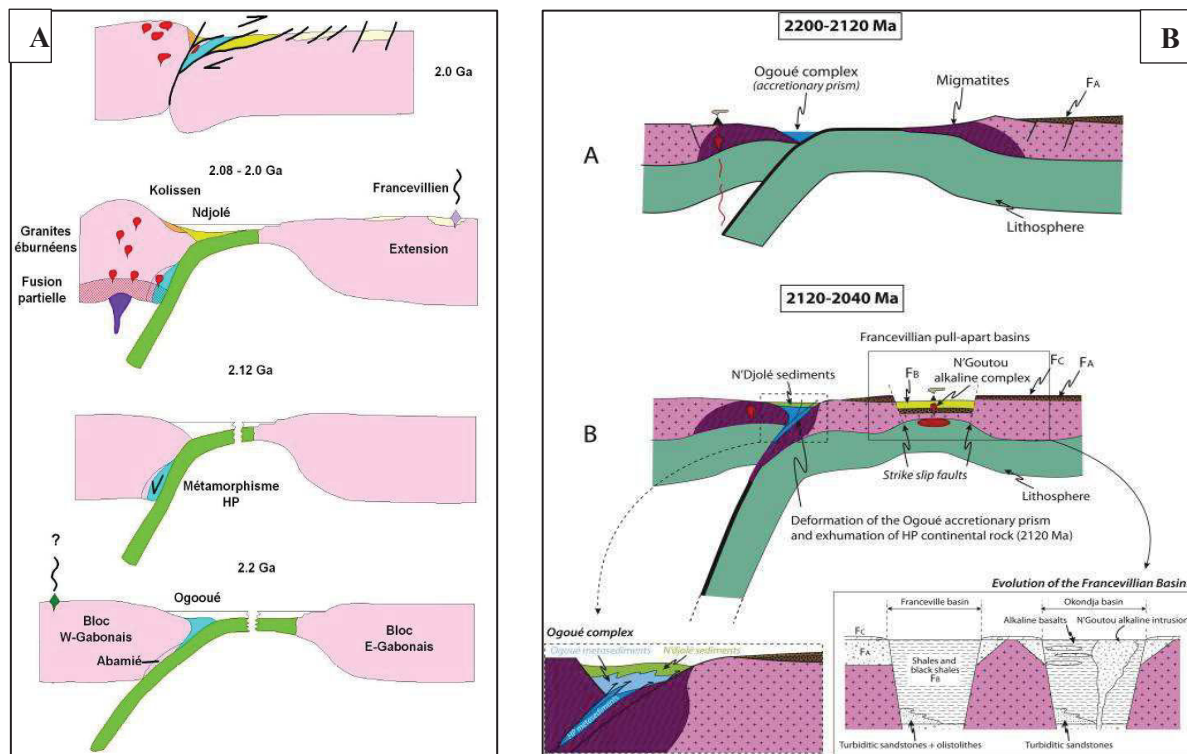 A
2.0 Ga
2.08 - 2.0 Ga
Kolissen
Ndjolé
Francevillien
Granites
éburnéens
Extension
Fusion
partielle
2.12 Ga
Métamorphisme
HP
?
2.2 Ga
Ogooué
Bloc
W-Gabonais
Abamié
Bloc
E-Gabonais
B
2200-2120 Ma
Ogoué complex
(accretionary prism)
Migmatites
FA
A
Lithosphere
2120-2040 Ma
Francevillian pull-apart basins
N'Djolé sediments
FB
N'Goutou
alkaline complex
FC
FA
B
Strike slip faults
Lithosphere
Deformation of the Ogoué accretionary prism
and exhumation of HP continental rock (2120 Ma)
Ogoué complex
Ogoué metasediments
N'djolé sediments
HP metasediments
Evolution of the Francevillian Basin
Franceville basin
Okondja basin
Alkaline basalts
N'Goutou alkaline intrusion
FC
FA
Shales and
black shales
FB
Turbiditic sandstones + olistolithes
Turbiditic sandstones